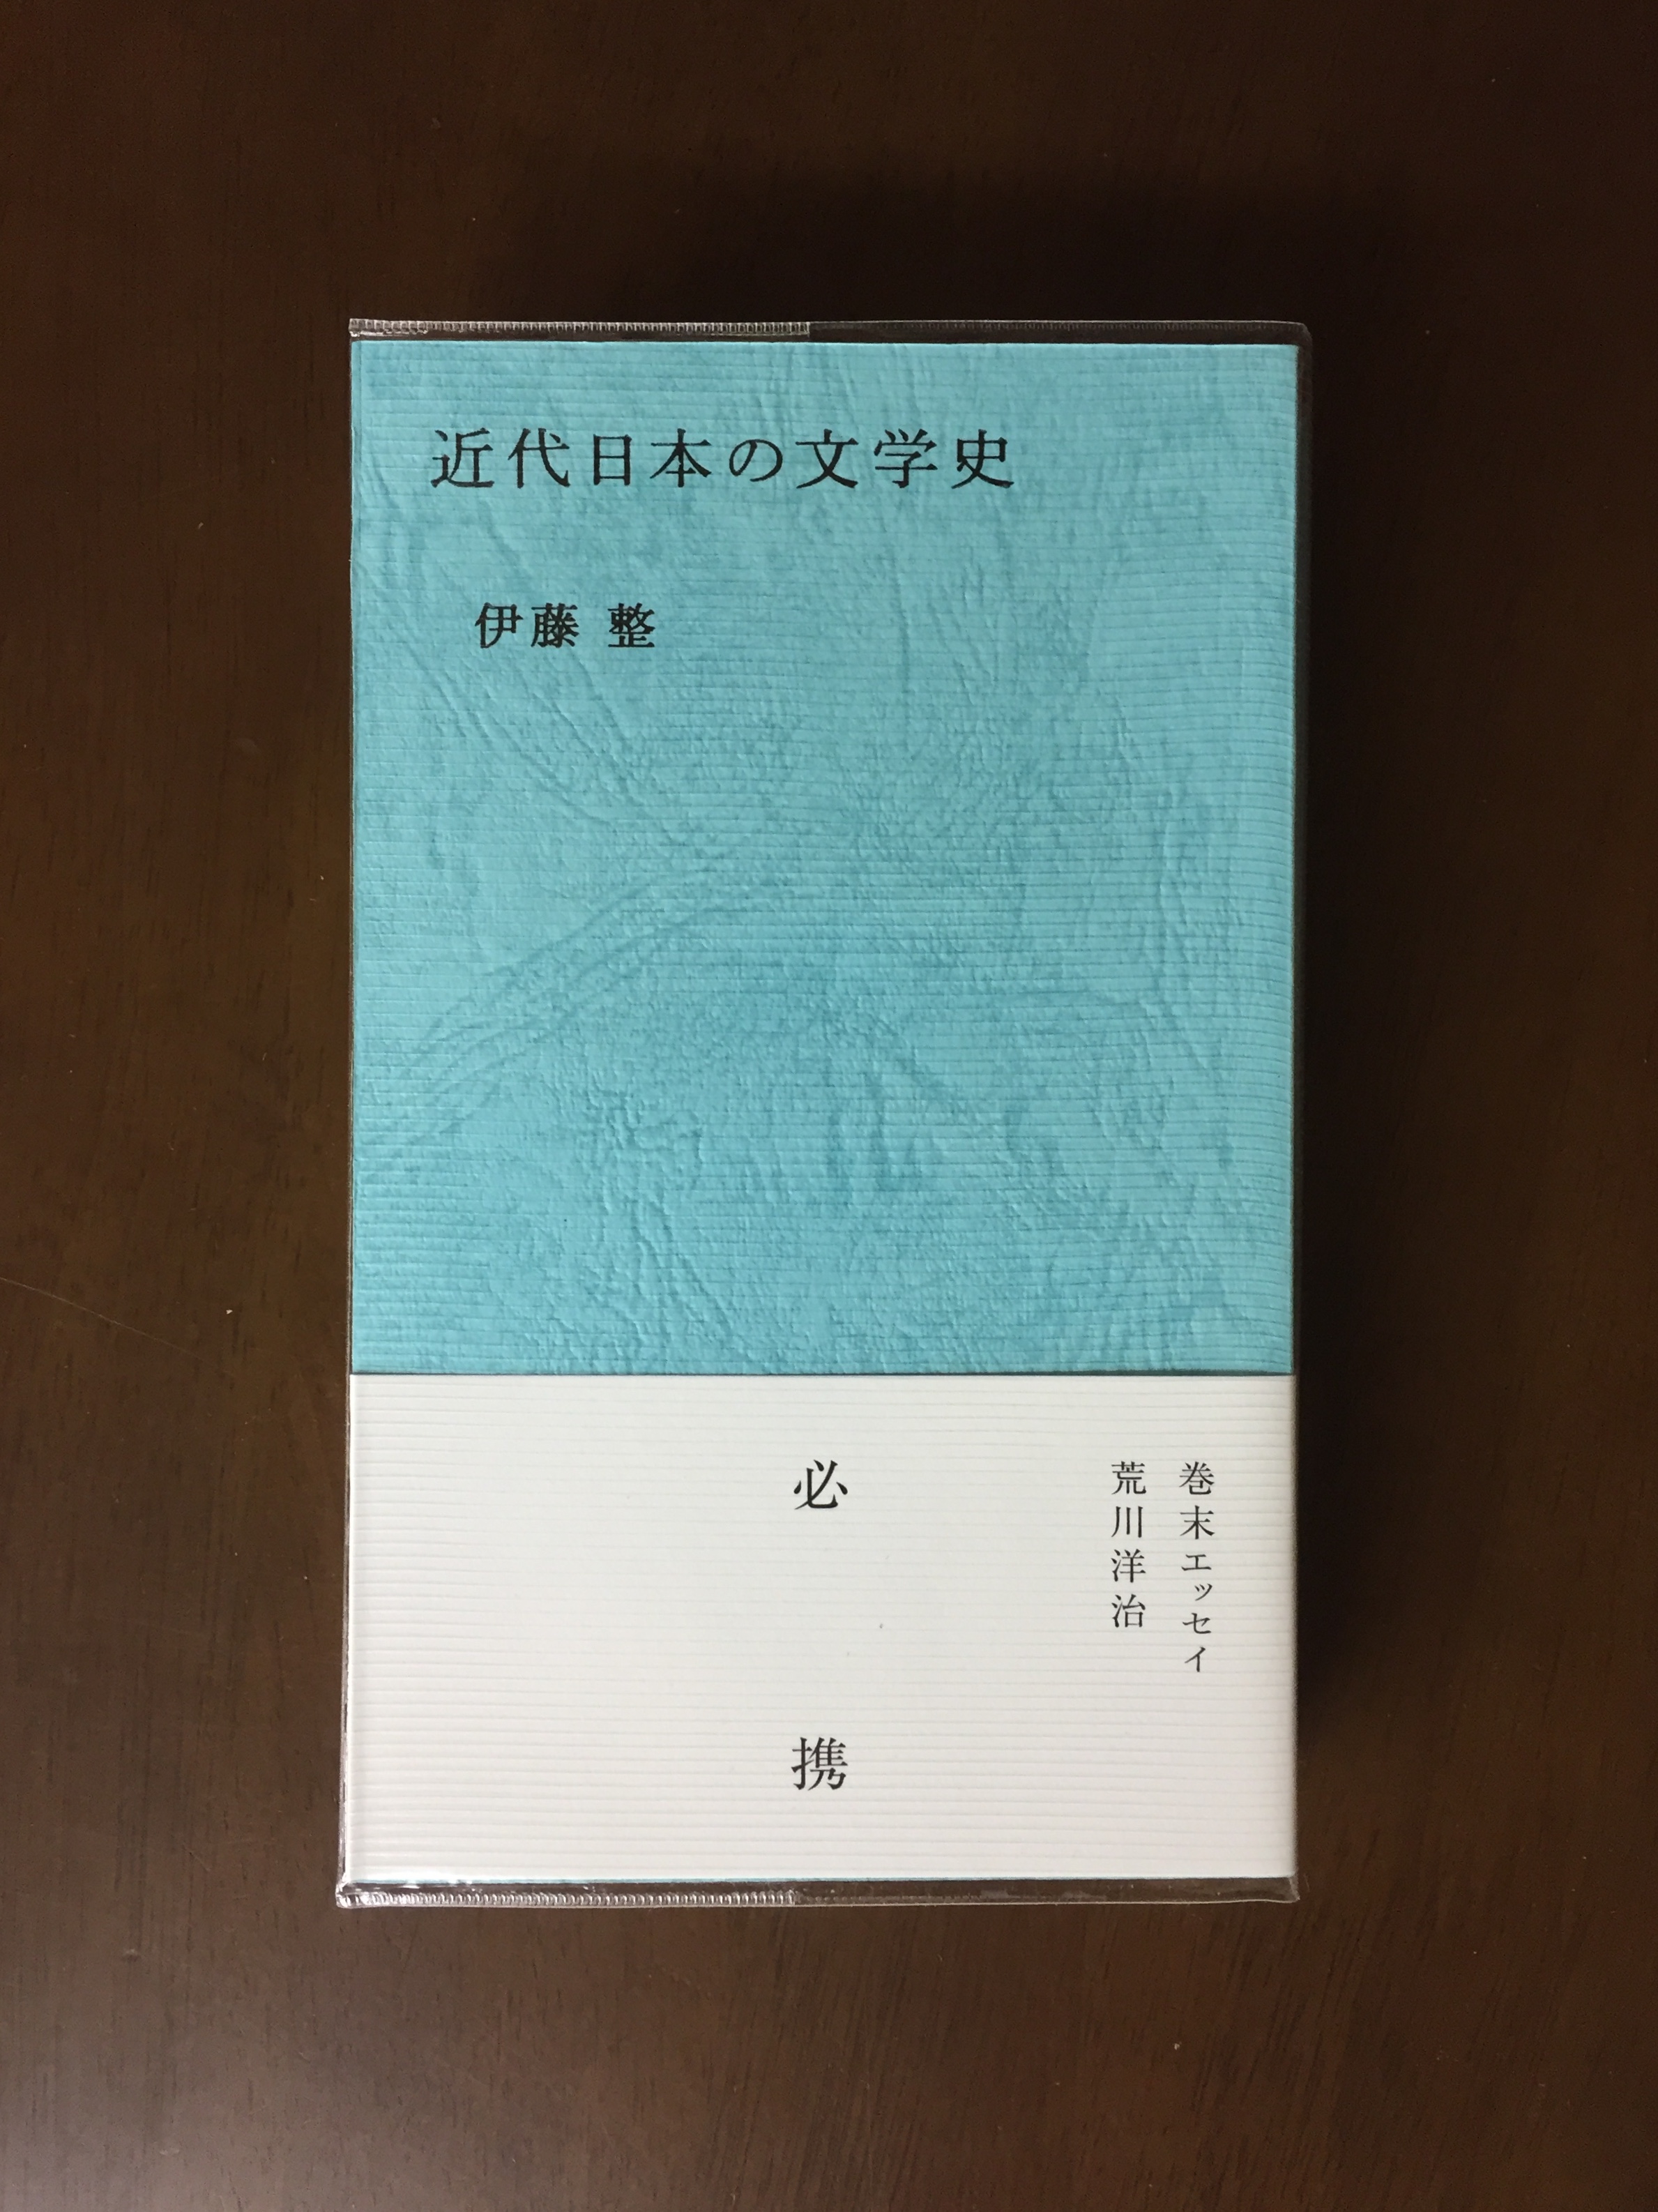 近代日本の文学史
伊藤 整
巻末エッセイ
荒川洋治
必携